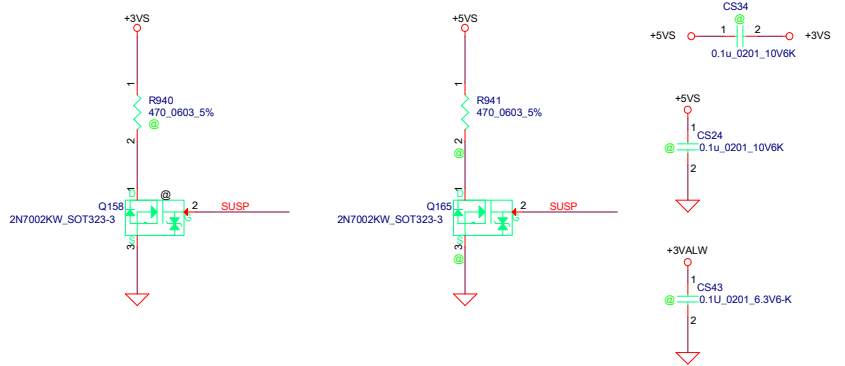 +3VS
1
R940
470_0603_5%
@
2
1
D
@
Q158
2N7002KW_SOT323-3
2
SUSP
G
S
3
+5VS
1
R941
470_0603_5%
2
@
1
D
Q165
2N7002KW_SOT323-3
2
SUSP
G
S
3
@
CS34
@
+5VS
1
2
+3VS
0.1u_0201_10V6K
+5VS
1
CS24
@
0.1u_0201_10V6K
2
+3VALW
1
CS43
@
0.1U_0201_6.3V6-K
2